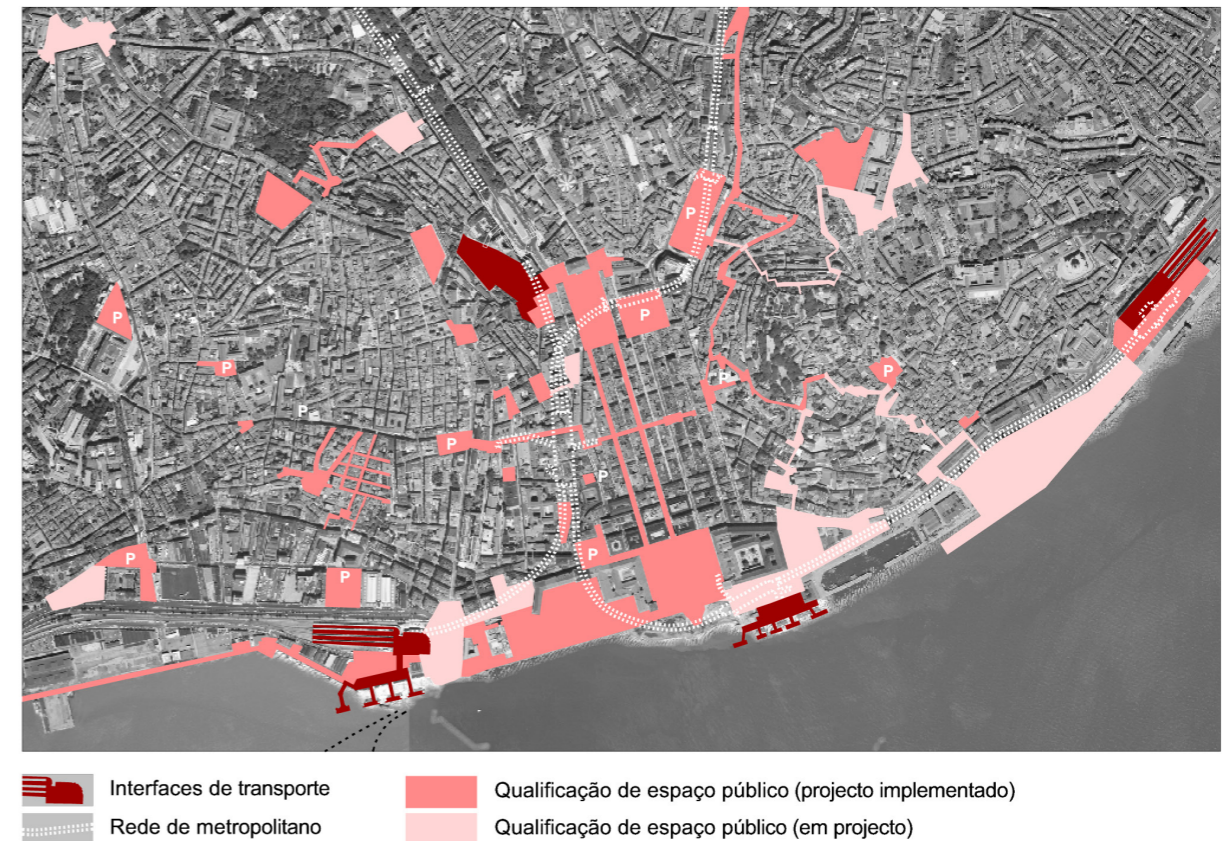 P
P
P
P
P
P
P
P
P
P
P
P
Interfaces de transporte
Rede de metropolitano
Qualificação de espaço público (projecto implementado)
Qualificação de espaço público (em projecto)